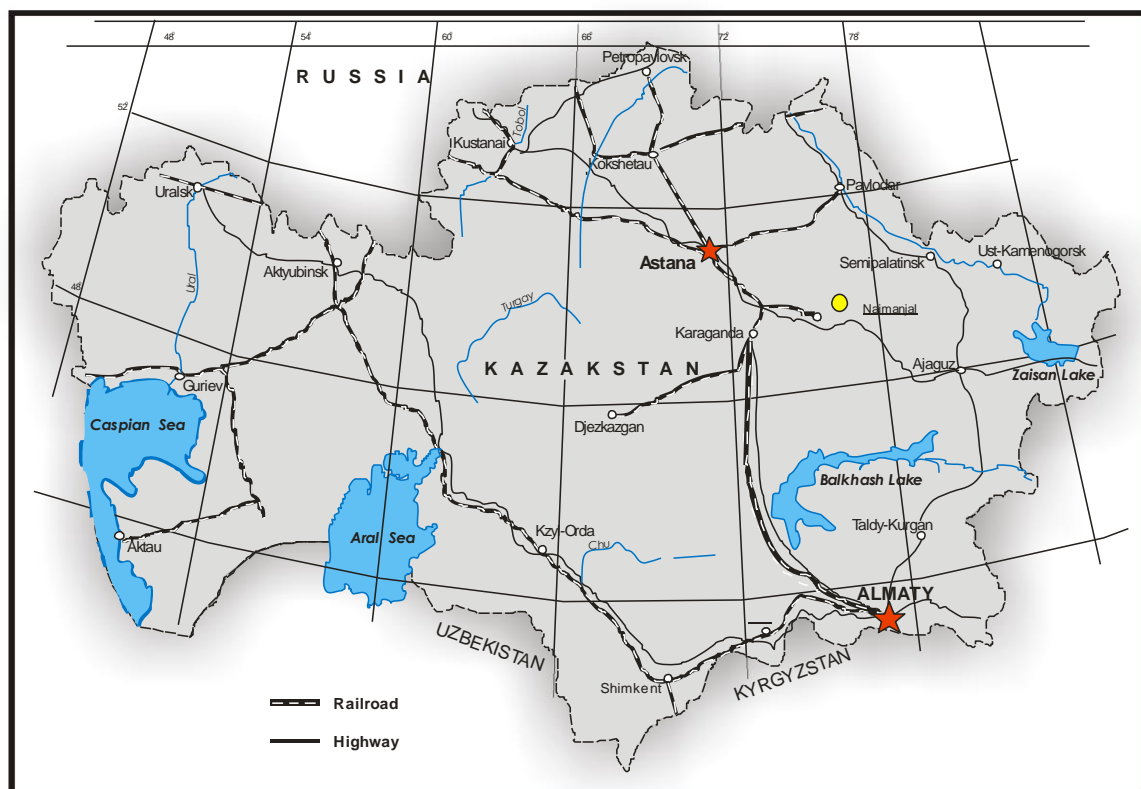 48
54
60
66
72
78
RUSSIA
Petropavlovsk
52
Tobol
Kustanai
Kokshetau
Uralsk
Pavlodar
Astana
Ust-Kamenogorsk
Semipalatinsk
Aktyubinsk
Ural
48
Turgay
Naimanjal
Karaganda
KAZAKSTAN
Ajaguz
Zaisan Lake
Guriev
Djezkazgan
Caspian Sea
Balkhash Lake
Taldy-Kurgan
Kzy-Orda
Aral Sea
Chu
Aktau
ALMATY
UZBEKISTAN
KYRGYZSTAN
Shimkent
Railroad
Highway